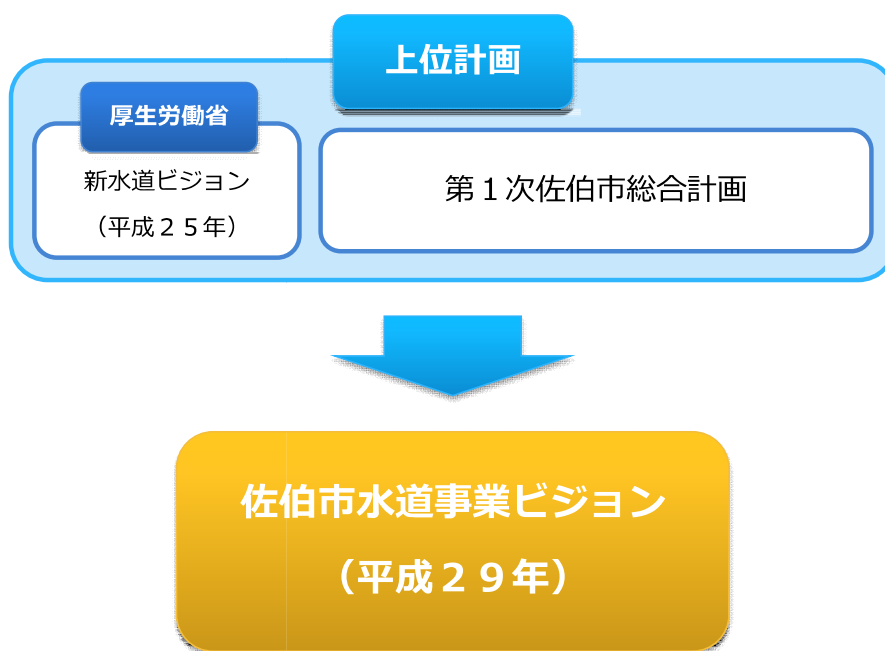 上位計画
厚生労働省
新水道ビジョン
（平成２５年）
第１次佐伯市総合計画
佐伯市水道事業ビジョン
（平成２９年）